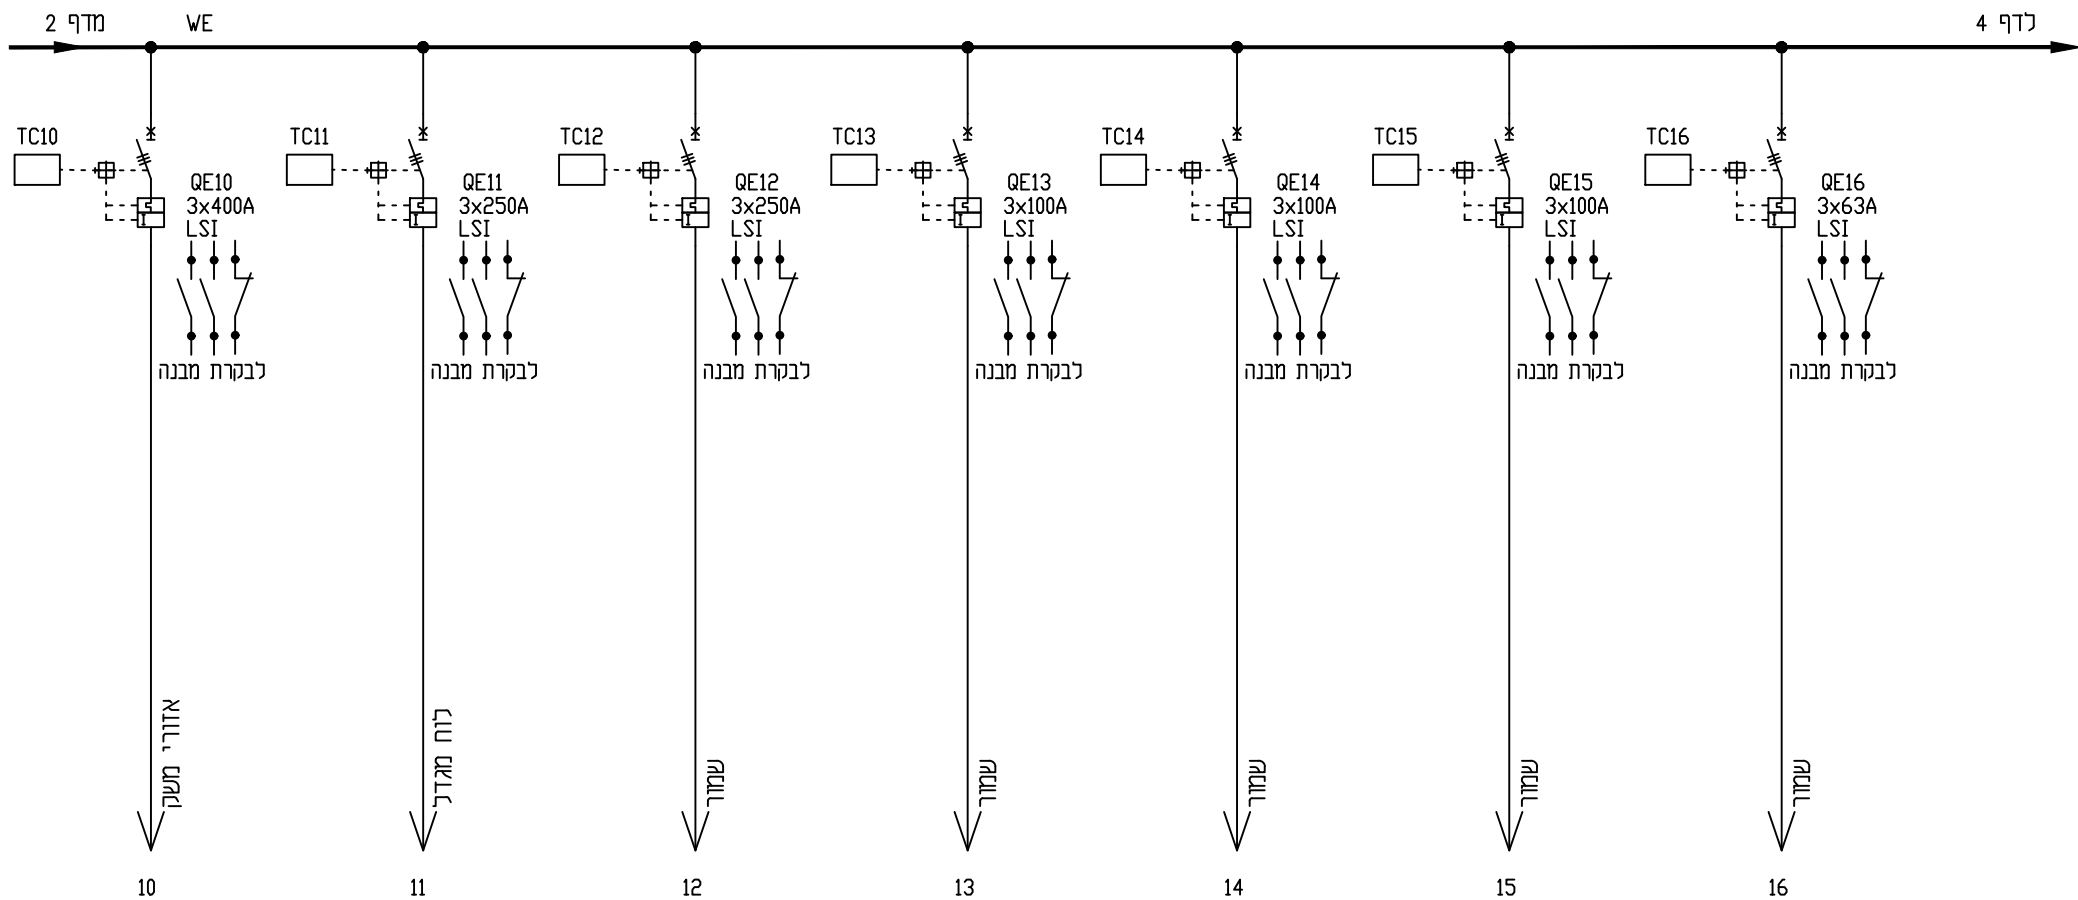 מדף 2
WE
לדף 4
TC10
QE10
3x400A
LSI
לבקרת מבנה
אזורי משק
10
TC11
QE11
3x250A
LSI
לבקרת מבנה
לוח מגדל
11
TC12
QE12
3x250A
LSI
לבקרת מבנה
שמור
12
TC13
QE13
3x100A
LSI
לבקרת מבנה
שמור
13
TC14
QE14
3x100A
LSI
לבקרת מבנה
שמור
14
TC15
QE15
3x100A
LSI
לבקרת מבנה
שמור
15
TC16
QE16
3x63A
LSI
לבקרת מבנה
שמור
16